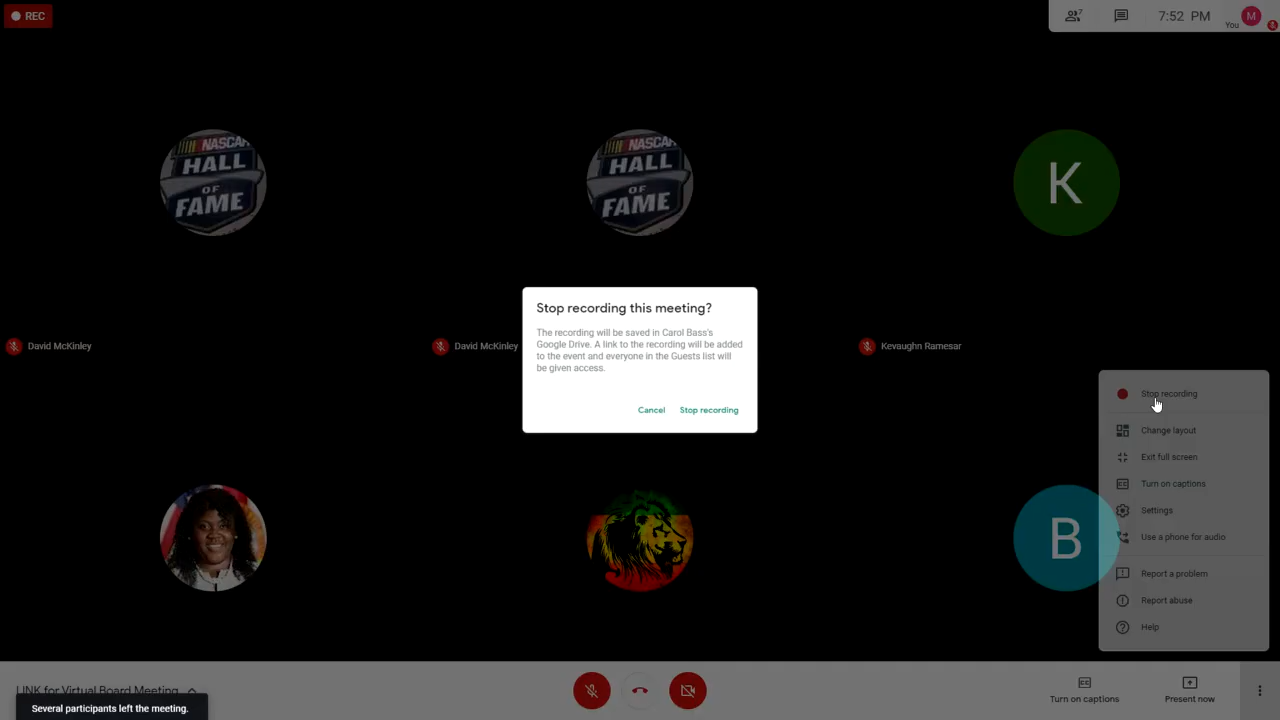 REC
7
7:52 PM
You
M
NASCAR
HALL
OF
FAME
NASCAR
HALL
OF
FAME
K
Stop recording this meeting?
The recording will be saved in Carol Bass's
Google Drive. A link to the recording will be added
to the event and everyone in the Guests list will
be given access.
Cancel Stop recording
David McKinley
David McKinley
Kevaughn Ramesar
Stop recording
Change layout
Exit full screen
Turn on captions
Settings
Use a phone for audio
Report a problem
Report abuse
Help
B
LINK for Virtual Board Meeting
Several participants left the meeting.
Turn on captions
Present now